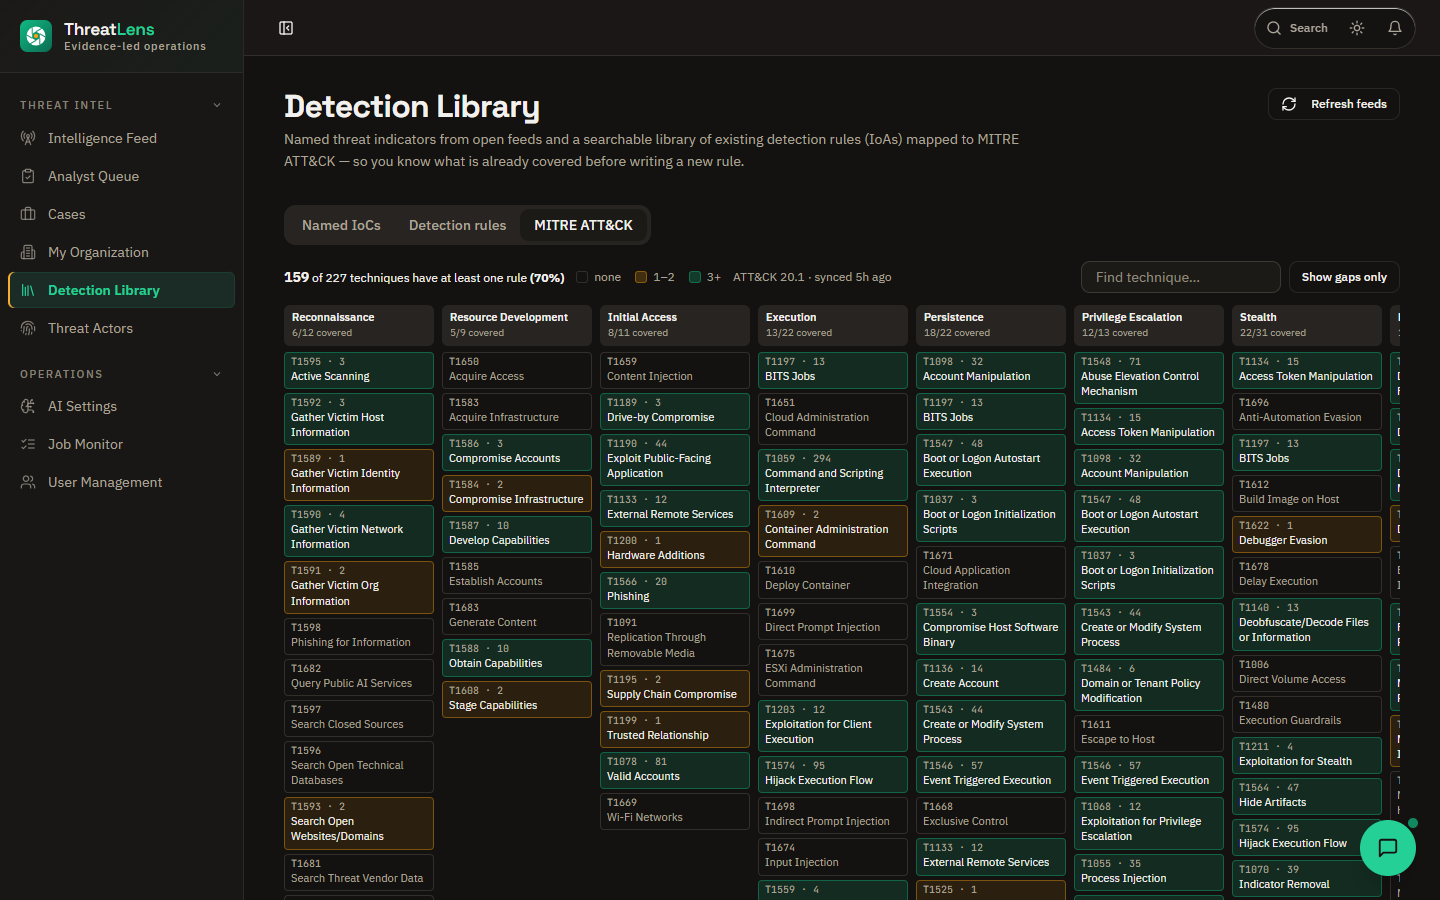 ThreatLens
Evidence-led operations
Search
THREAT INTEL
Intelligence Feed
Analyst Queue
Cases
My Organization
Detection Library
Threat Actors
OPERATIONS
AI Settings
Job Monitor
User Management
Detection Library
Refresh feeds
Named threat indicators from open feeds and a searchable library of existing detection rules (IoAs) mapped to MITRE
ATT&CK — so you know what is already covered before writing a new rule.
Named IoCs
Detection rules
MITRE ATT&CK
159 of 227 techniques have at least one rule (70%)
none
1–2
3+
ATT&CK 20.1 · synced 5h ago
Find technique...
Show gaps only
Reconnaissance
6/12 covered
T1595 · 3
Active Scanning
T1592 · 3
Gather Victim Host
Information
T1589 · 1
Gather Victim Identity
Information
T1590 · 4
Gather Victim Network
Information
T1591 · 2
Gather Victim Org
Information
T1598
Phishing for Information
T1682
Query Public AI Services
T1597
Search Closed Sources
T1596
Search Open Technical
Databases
T1593 · 2
Search Open
Websites/Domains
T1681
Search Threat Vendor Data
Resource Development
5/9 covered
T1650
Acquire Access
T1583
Acquire Infrastructure
T1586 · 3
Compromise Accounts
T1584 · 2
Compromise Infrastructure
T1587 · 10
Develop Capabilities
T1585
Establish Accounts
T1683
Generate Content
T1588 · 10
Obtain Capabilities
T1608 · 2
Stage Capabilities
Initial Access
8/11 covered
T1659
Content Injection
T1189 · 3
Drive-by Compromise
T1190 · 44
Exploit Public-Facing
Application
T1133 · 12
External Remote Services
T1200 · 1
Hardware Additions
T1566 · 20
Phishing
T1091
Replication Through
Removable Media
T1195 · 2
Supply Chain Compromise
T1199 · 1
Trusted Relationship
T1078 · 81
Valid Accounts
T1669
Wi-Fi Networks
Execution
13/22 covered
T1197 · 13
BITS Jobs
T1651
Cloud Administration
Command
T1059 · 294
Command and Scripting
Interpreter
T1609 · 2
Container Administration
Command
T1610
Deploy Container
T1699
Direct Prompt Injection
T1675
ESXi Administration
Command
T1203 · 12
Exploitation for Client
Execution
T1574 · 95
Hijack Execution Flow
T1698
Indirect Prompt Injection
T1674
Input Injection
T1559 · 4
Persistence
18/22 covered
T1098 · 32
Account Manipulation
T1197 · 13
BITS Jobs
T1547 · 48
Boot or Logon Autostart
Execution
T1037 · 3
Boot or Logon Initialization
Scripts
T1671
Cloud Application
Integration
T1554 · 3
Compromise Host Software
Binary
T1136 · 14
Create Account
T1543 · 44
Create or Modify System
Process
T1546 · 57
Event Triggered Execution
T1668
Exclusive Control
T1133 · 12
External Remote Services
T1525 · 1
Privilege Escalation
12/13 covered
T1548 · 71
Abuse Elevation Control
Mechanism
T1134 · 15
Access Token Manipulation
T1098 · 32
Account Manipulation
T1547 · 48
Boot or Logon Autostart
Execution
T1037 · 3
Boot or Logon Initialization
Scripts
T1543 · 44
Create or Modify System
Process
T1484 · 6
Domain or Tenant Policy
Modification
T1611
Escape to Host
T1546 · 57
Event Triggered Execution
T1068 · 12
Exploitation for Privilege
Escalation
T1055 · 35
Process Injection
Stealth
22/31 covered
T1134 · 15
Access Token Manipulation
T1696
Anti-Automation Evasion
T1197 · 13
BITS Jobs
T1612
Build Image on Host
T1622 · 1
Debugger Evasion
T1678
Delay Execution
T1140 · 13
Deobfuscate/Decode Files
or Information
T1006
Direct Volume Access
T1480
Execution Guardrails
T1211 · 4
Exploitation for Stealth
T1564 · 47
Hide Artifacts
T1574 · 95
Hijack Execution Flow
T1070 · 39
Indicator Removal